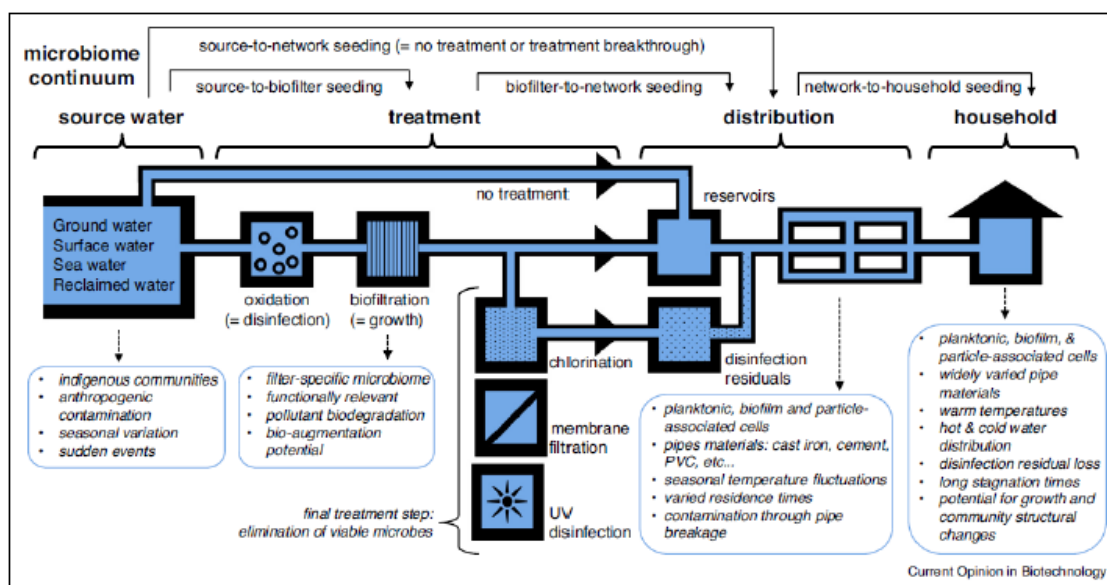 microbiome
continuum
source-to-network seeding (= no treatment or treatment breakthrough)
source-to-biofilter seeding
biofilter-to-network seeding
network-to-household seeding
source water
treatment
distribution
household
no treatment:
reservoirs
Ground water
Surface water
Sea water
Reclaimed water
oxidation
(= disinfection)
biofiltration
(= growth)
chlorination
disinfection
residuals
membrane
filtration
UV
disinfection
final treatment step:
elimination of viable microbes
• indigenous communities
• anthropogenic
contamination
• seasonal variation
• sudden events
• filter-specific microbiome
• functionally relevant
• pollutant biodegradation
• bio-augmentation
potential
• planktonic, biofilm and particle-
associated cells
• pipes materials: cast iron, cement,
PVC, etc...
• seasonal temperature fluctuations
• varied residence times
• contamination through pipe
breakage
• planktonic, biofilm, &
particle-associated cells
• widely varied pipe
materials
• warm temperatures
• hot & cold water
distribution
• disinfection residual loss
• long stagnation times
• potential for growth and
community structural
changes
Current Opinion in Biotechnology